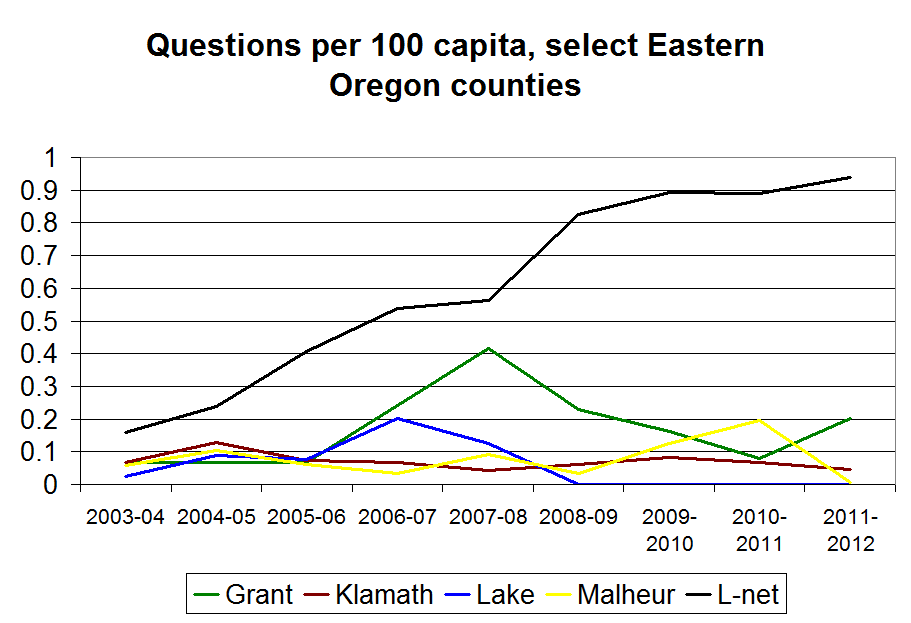 Questions per 100 capita, select Eastern
Oregon counties
1
0.9
0.8
0.7
0.6
0.5
0.4
0.3
0.2
0.1
0
2003-04 2004-05 2005-06 2006-07 2007-08 2008-09 2009- 2010- 2011-
2010 2011 2012
Grant Klamath Lake Malheur L-net